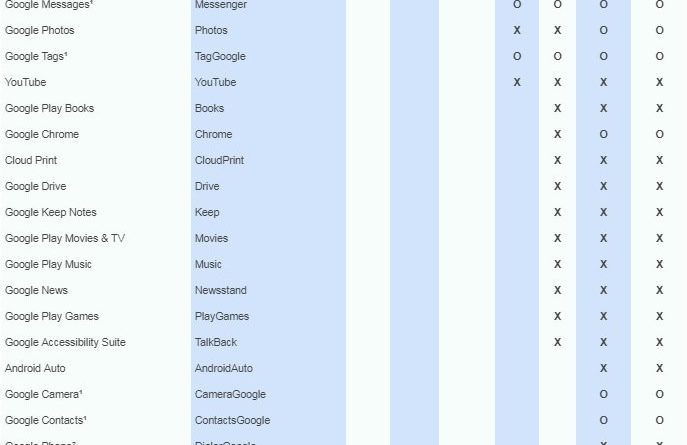 Google Messages¹ Messenger O O O O
Google Photos Photos X X O O
Google Tags¹ TagGoogle O O O O
YouTube YouTube X X X X
Google Play Books Books X X X
Google Chrome Chrome X O O
Cloud Print CloudPrint X X X
Google Drive Drive X X X
Google Keep Notes Keep X X X
Google Play Movies & TV Movies X X X
Google Play Music Music X X X
Google News Newsstand X X X
Google Play Games PlayGames X X X
Google Accessibility Suite TalkBack X X X
Android Auto AndroidAuto X X
Google Camera¹ CameraGoogle O O
Google Contacts¹ ContactsGoogle O O
Google Phone² DialerGoogle X X